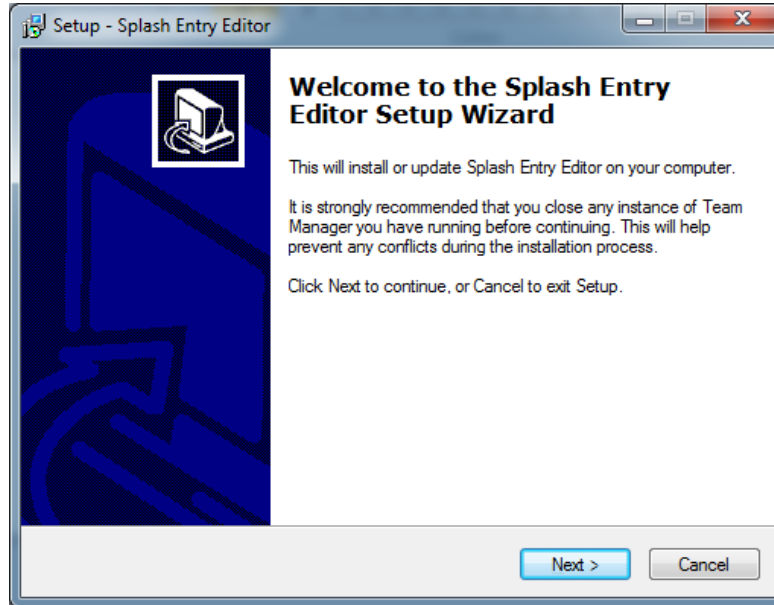 Setup - Splash Entry Editor
Welcome to the Splash Entry
Editor Setup Wizard
This will install or update Splash Entry Editor on your computer.
It is strongly recommended that you close any instance of Team
Manager you have running before continuing. This will help
prevent any conflicts during the installation process.
Click Next to continue, or Cancel to exit Setup.
Next >
Cancel